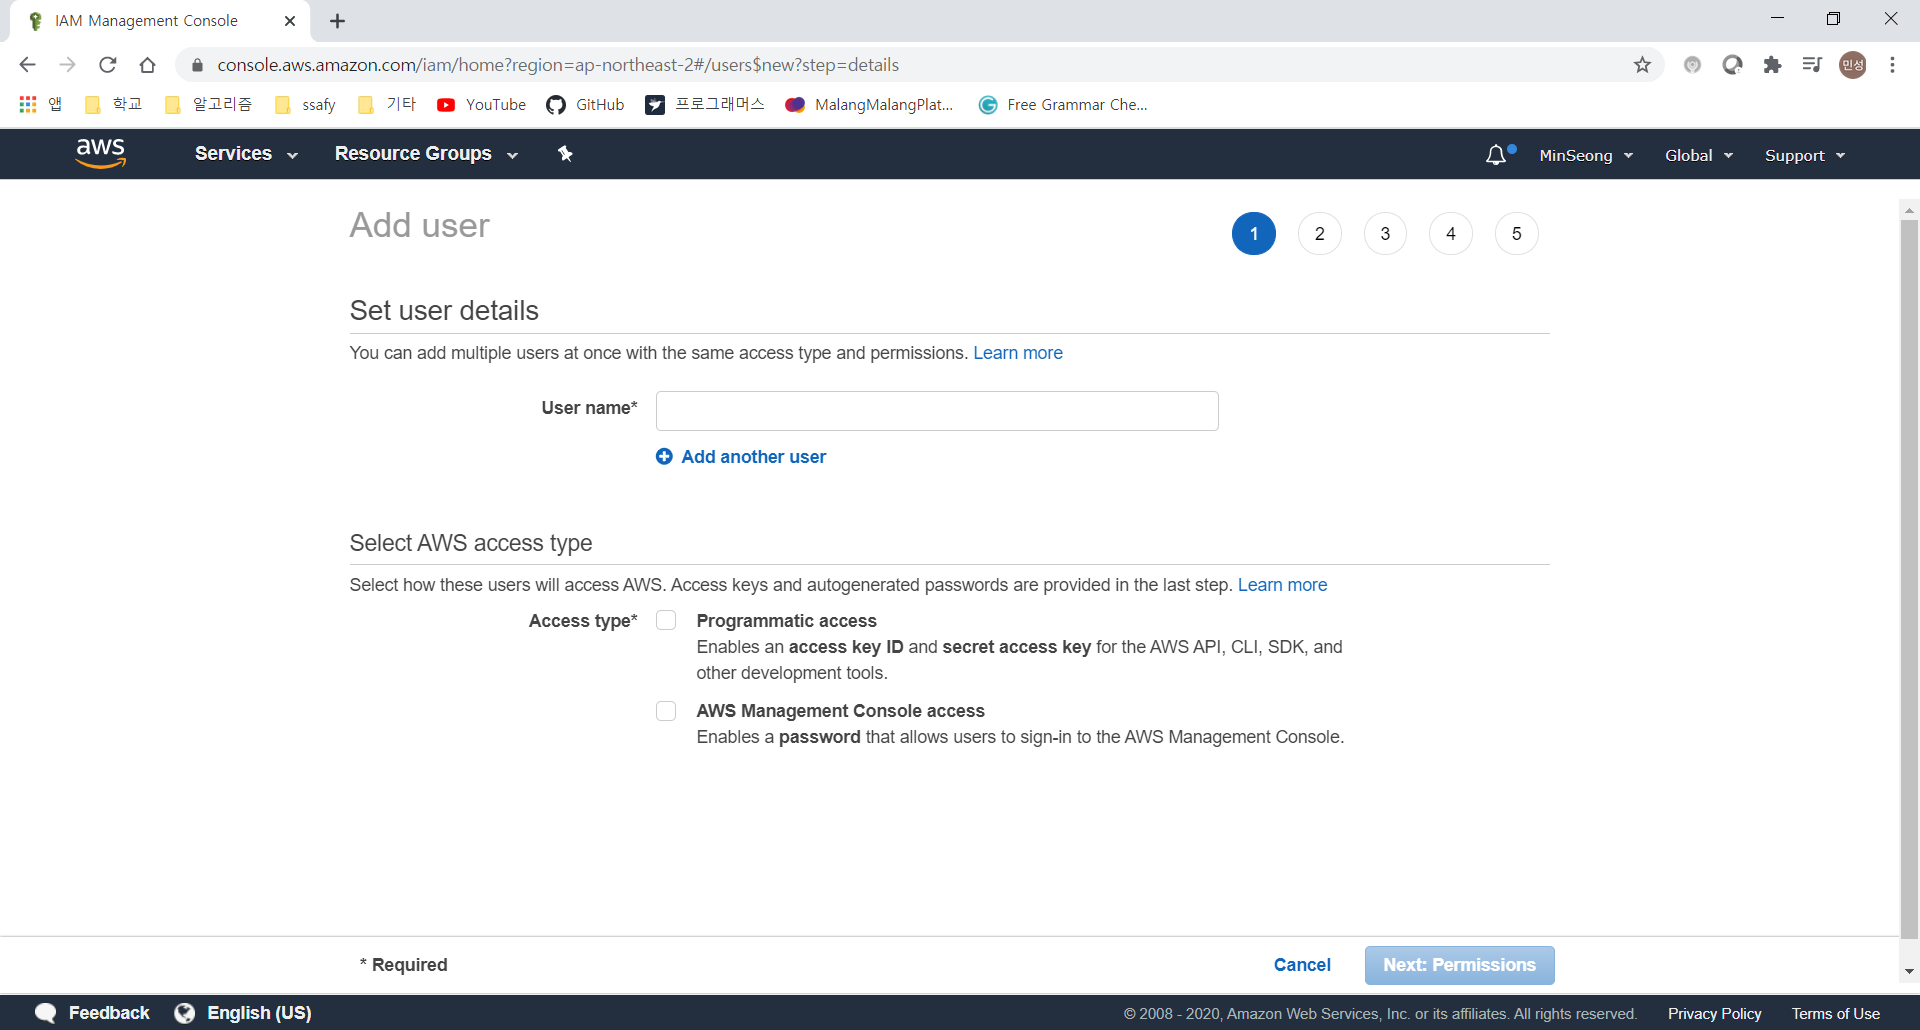 IAM Management Console
console.aws.amazon.com/iam/home?region=ap-northeast-2#/users$new?step=details
민성
앱 학교 알고리즘 ssafy 기타 YouTube GitHub 프로그래머스 MalangMalangPlat... Free Grammar Che...
aws Services Resource Groups MinSeong Global Support
Add user 1 2 3 4 5
Set user details
You can add multiple users at once with the same access type and permissions. Learn more
User name*
Add another user
Select AWS access type
Select how these users will access AWS. Access keys and autogenerated passwords are provided in the last step. Learn more
Access type* Programmatic access
Enables an access key ID and secret access key for the AWS API, CLI, SDK, and
other development tools.
AWS Management Console access
Enables a password that allows users to sign-in to the AWS Management Console.
* Required Cancel Next: Permissions
Feedback English (US) © 2008 - 2020, Amazon Web Services, Inc. or its affiliates. All rights reserved. Privacy Policy Terms of Use